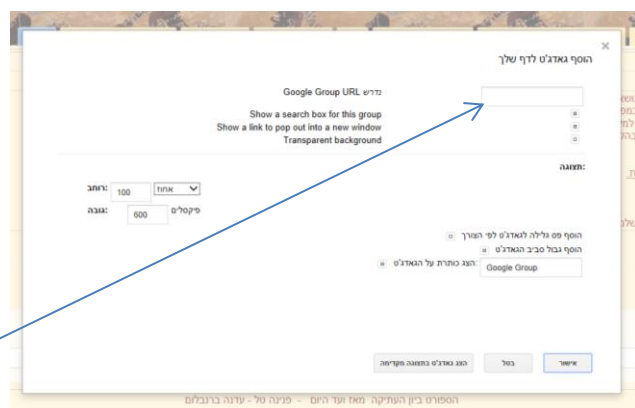 ×
הוסף גאדג'ט לדף שלך
נדרש Google Group URL
Show a search box for this group
Show a link to pop out into a new window
Transparent background
תצוגה:
רוחב: 100 אחוז
גובה: 600 פיקסלים
הוסף פס גלילה לגאדג'ט לפי הצורך
הוסף גבול סביב הגאדג'ט
הצג כותרת על הגאדג'ט: Google Group
אישור בטל הצג גאדג'ט בתצוגה מקדימה
הספורט ביון העתיקה מאז ועד היום - פנינה טל - עדנה ברנבלום